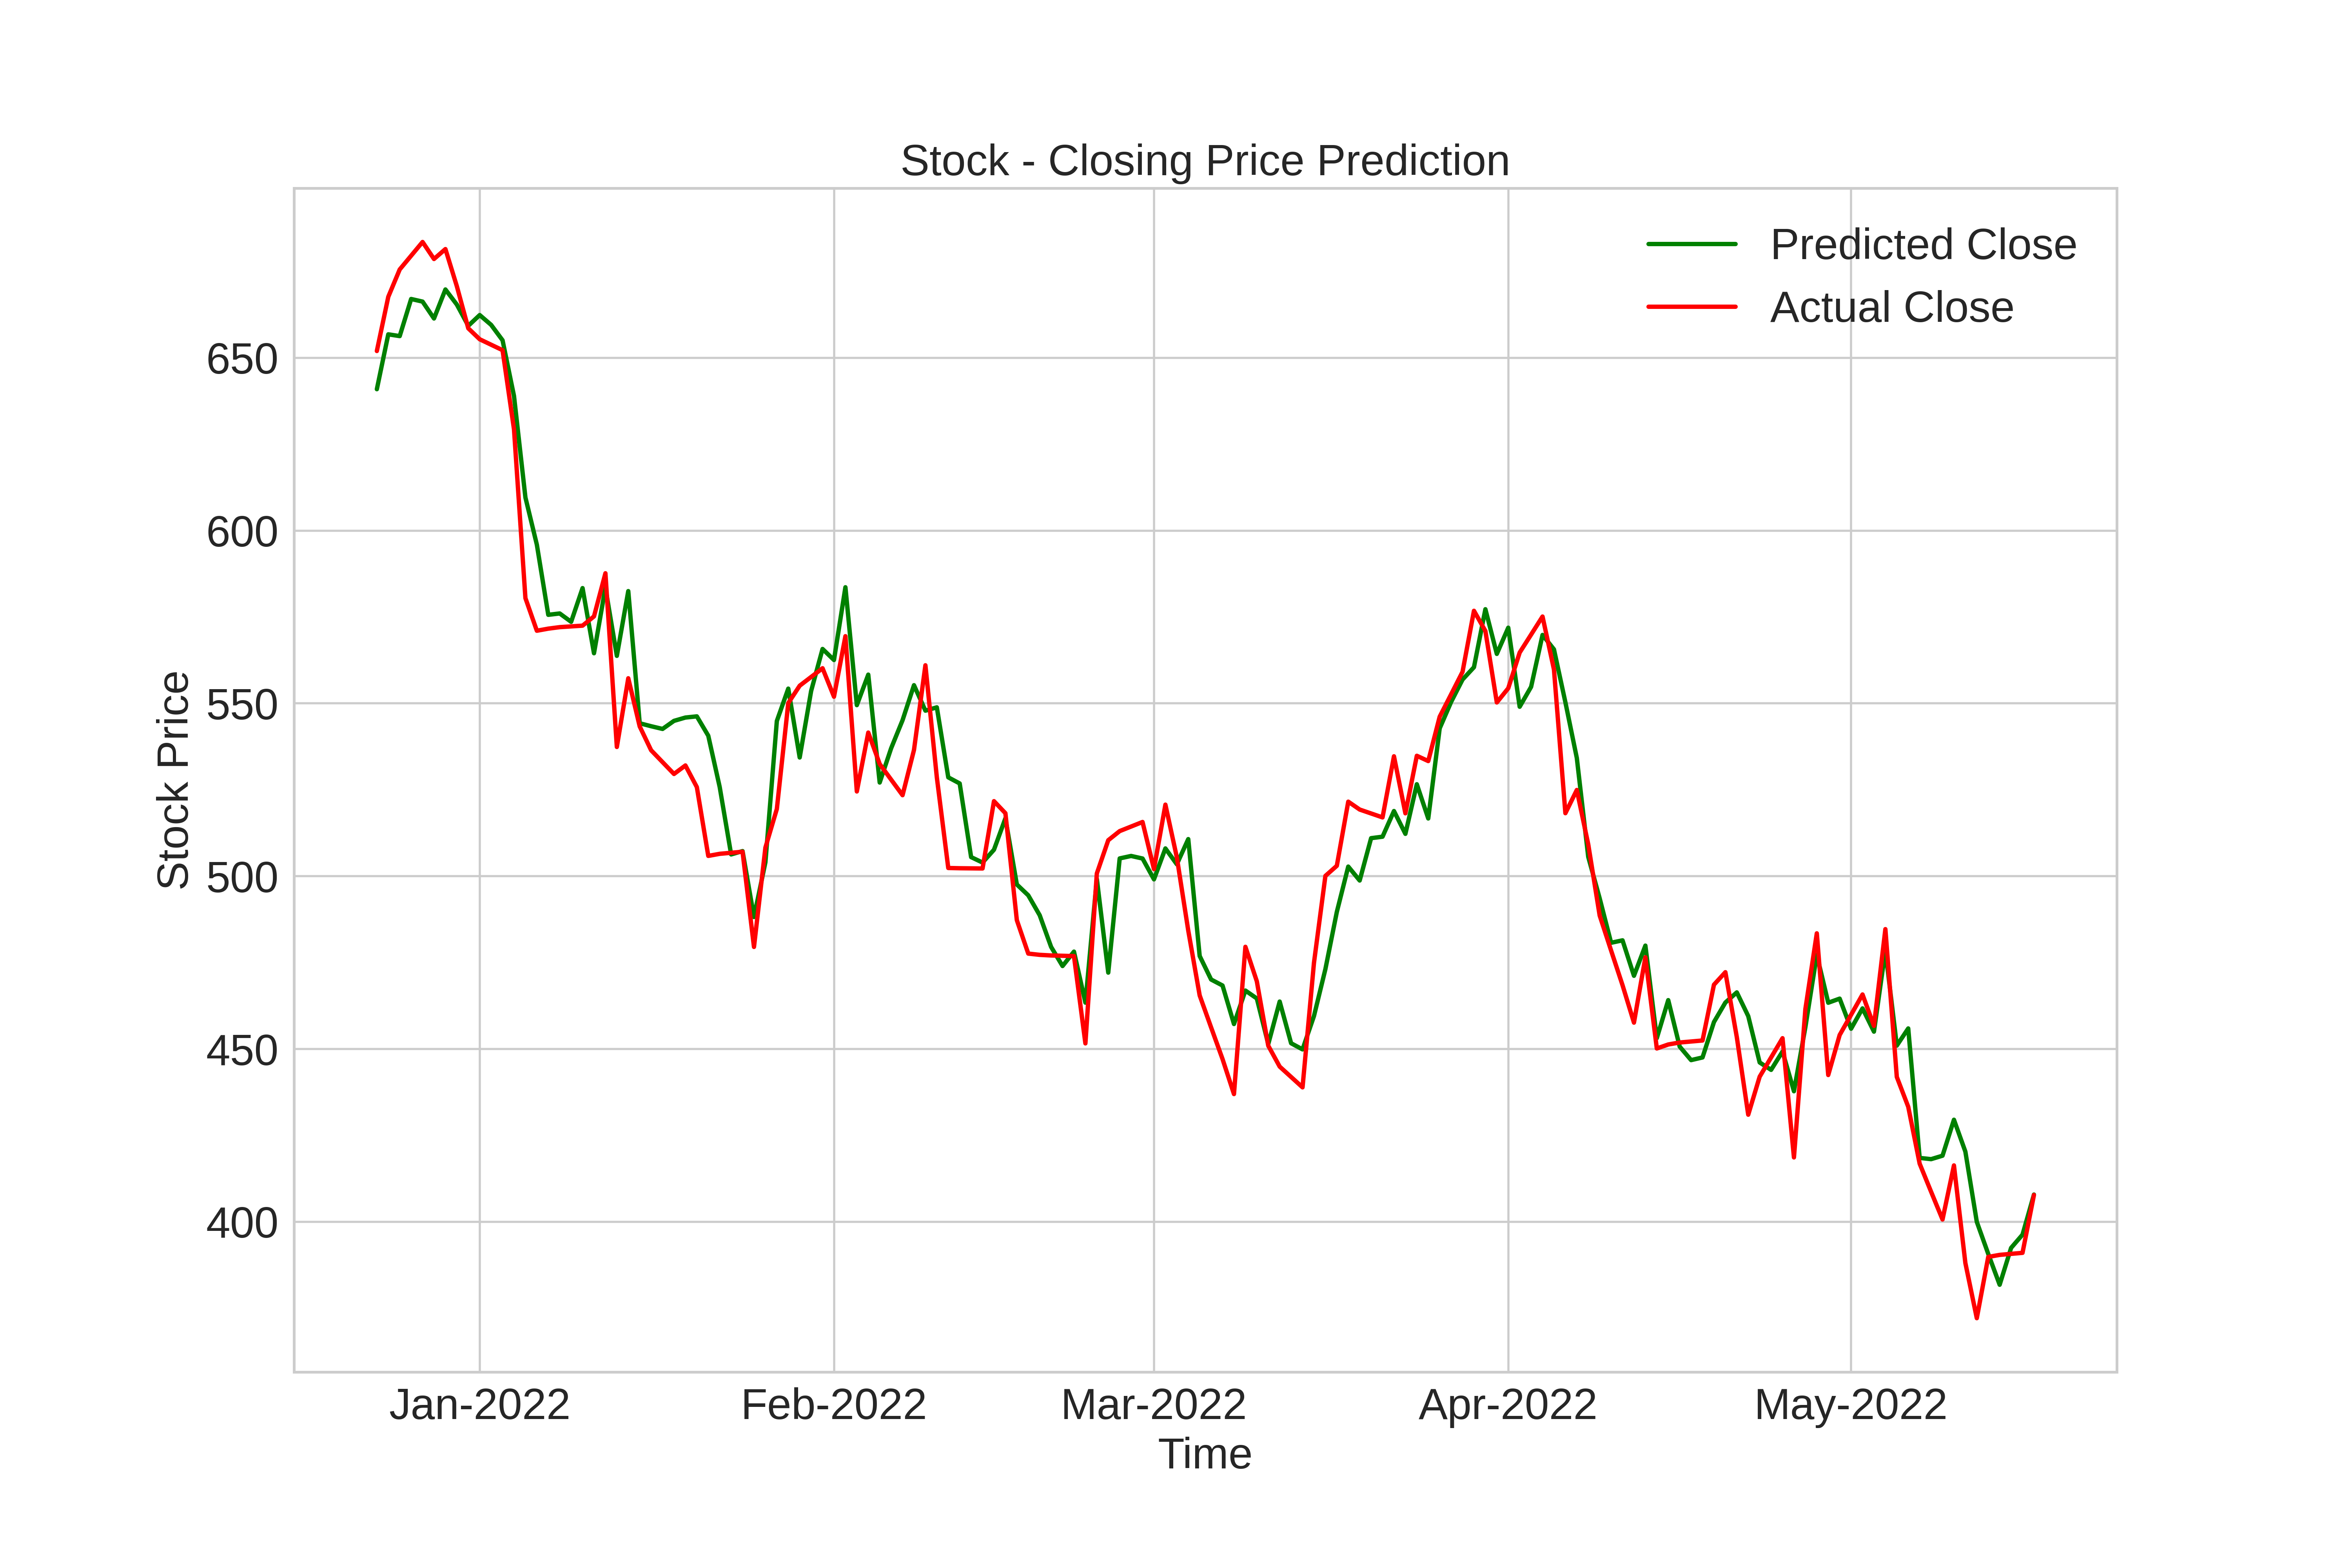 Stock - Closing Price Prediction
Predicted Close
Actual Close
650
600
550
500
450
400
Stock Price
Jan-2022 Feb-2022 Mar-2022 Apr-2022 May-2022
Time